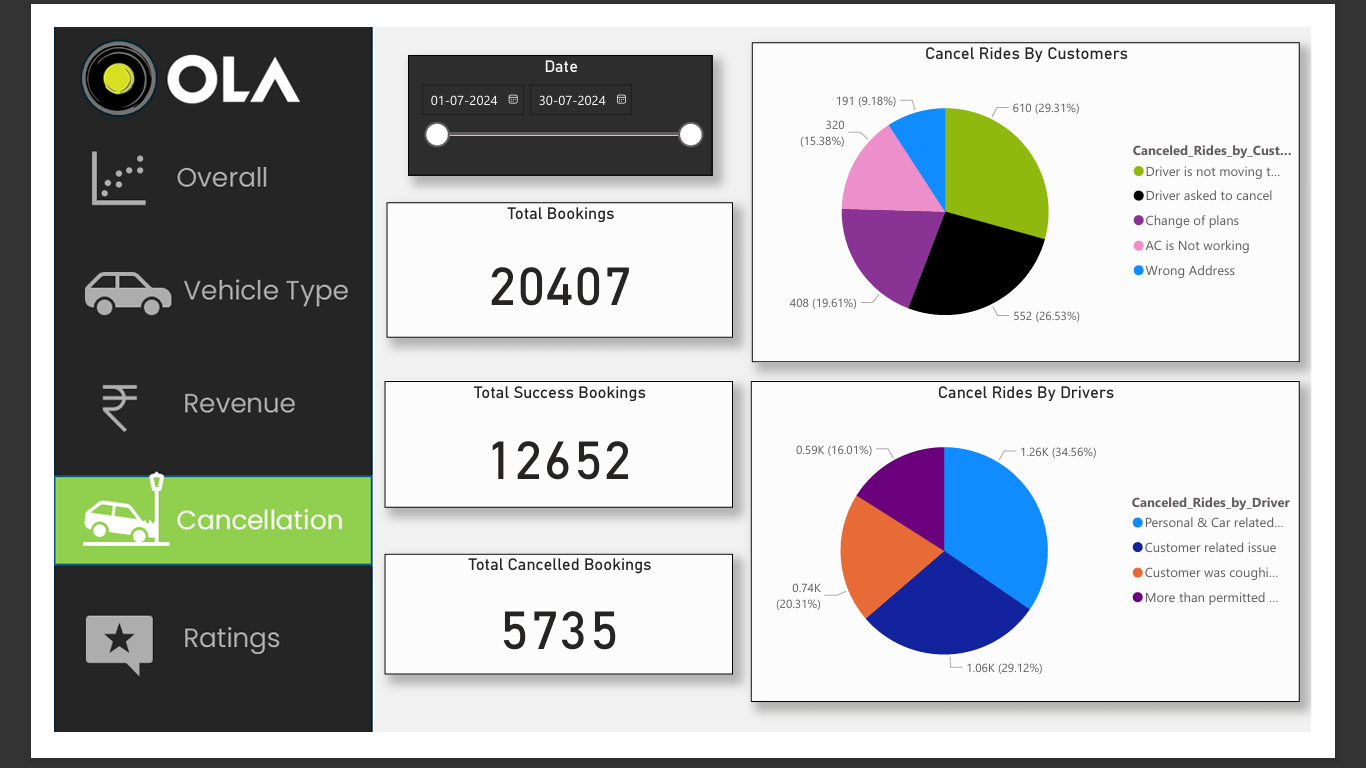 OLA
Overall
Vehicle Type
Revenue
Cancellation
Ratings
Date
01-07-2024
30-07-2024
Total Bookings
20407
Total Success Bookings
12652
Total Cancelled Bookings
5735
Cancel Rides By Customers
191 (9.18%)
610 (29.31%)
320
(15.38%)
408 (19.61%)
552 (26.53%)
Canceled_Rides_by_Cust...
Driver is not moving t...
Driver asked to cancel
Change of plans
AC is Not working
Wrong Address
Cancel Rides By Drivers
0.59K (16.01%)
1.26K (34.56%)
0.74K
(20.31%)
1.06K (29.12%)
Canceled_Rides_by_Driver
Personal & Car related...
Customer related issue
Customer was coughi...
More than permitted ...